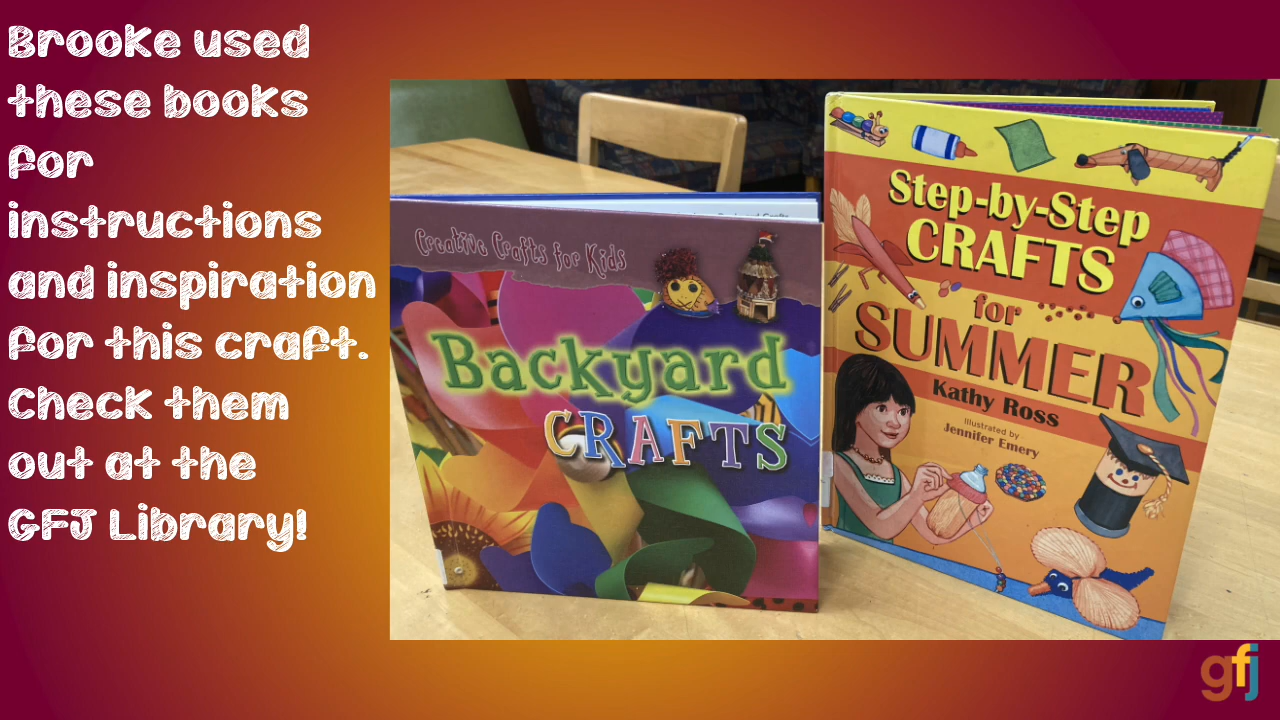 Brooke used
these books
for
instructions
and inspiration
for this craft.
Check them
out at the
GFJ Library!
Creative Crafts for Kids
Backyard
CRAFTS
Step-by-Step
CRAFTS
for
SUMMER
Kathy Ross
Illustrated by
Jennifer Emery
gfj